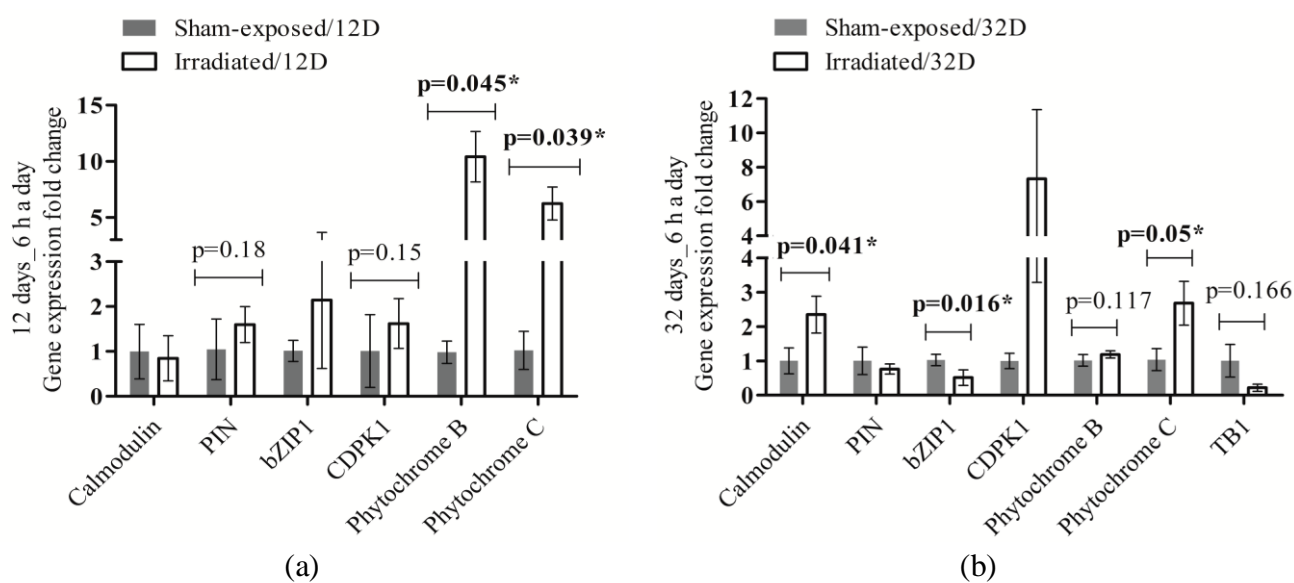 Sham-exposed/12D
Irradiated/12D
12 days_6 h a day
Gene expression fold change
15
10
5
3
2
1
0
p=0.18
p=0.15
p=0.045*
p=0.039*
Calmodulin
PIN
bZIP1
CDPK1
Phytochrome B
Phytochrome C
(a)
Sham-exposed/32D
Irradiated/32D
32 days_6 h a day
Gene expression fold change
12
10
8
6
4
4
3
2
1
0
p=0.041*
p=0.016*
p=0.117
p=0.05*
p=0.166
Calmodulin
PIN
bZIP1
CDPK1
Phytochrome B
Phytochrome C
TB1
(b)